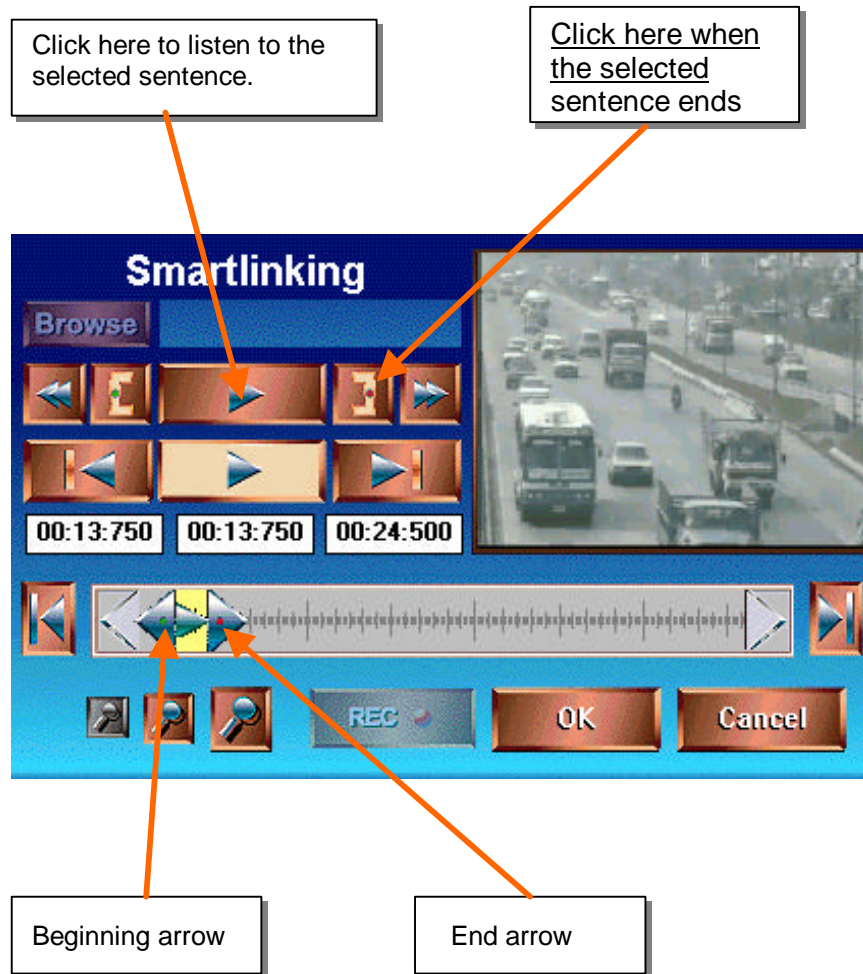 Click here to listen to the
selected sentence.
Click here when
the selected
sentence ends
Smartlinking
Browse
00:13:750 00:13:750 00:24:500
REC OK Cancel
Beginning arrow
End arrow